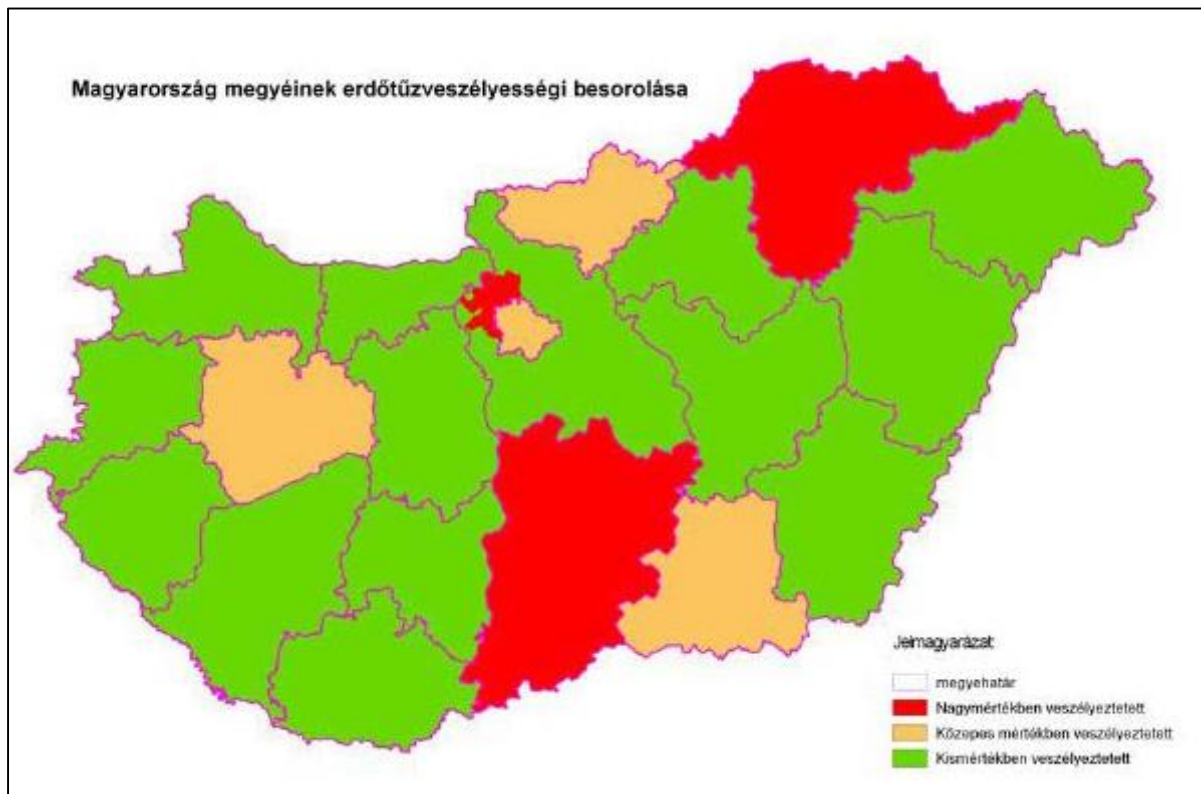 Magyarország megyéinek erdőtűzveszélyességi besorolása
Jelmagyarázat
megyehatár
Nagymértékben veszélyeztetett
Közepes mértékben veszélyeztetett
Kismértékben veszélyeztetett